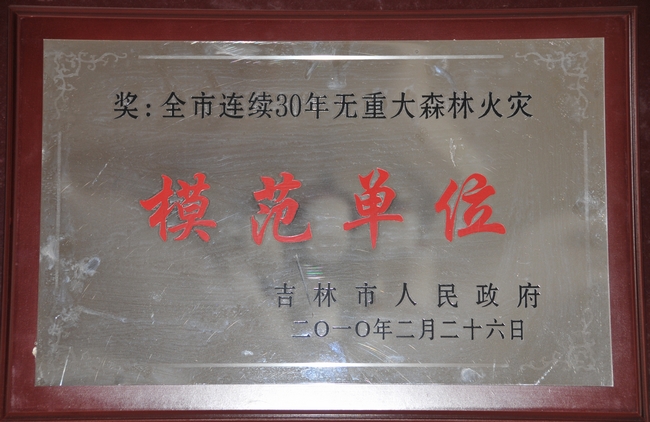 奖:全市连续30年无重大森林火灾
模范单位
吉林市人民政府
二〇一〇年二月二十六日